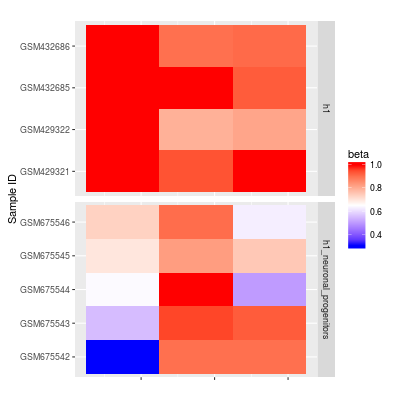 Sample ID
GSM432686
GSM432685
GSM429322
GSM429321
h1
GSM675546
GSM675545
GSM675544
GSM675543
GSM675542
h1_neuronal_progenitors
beta
1.0
0.8
0.6
0.4